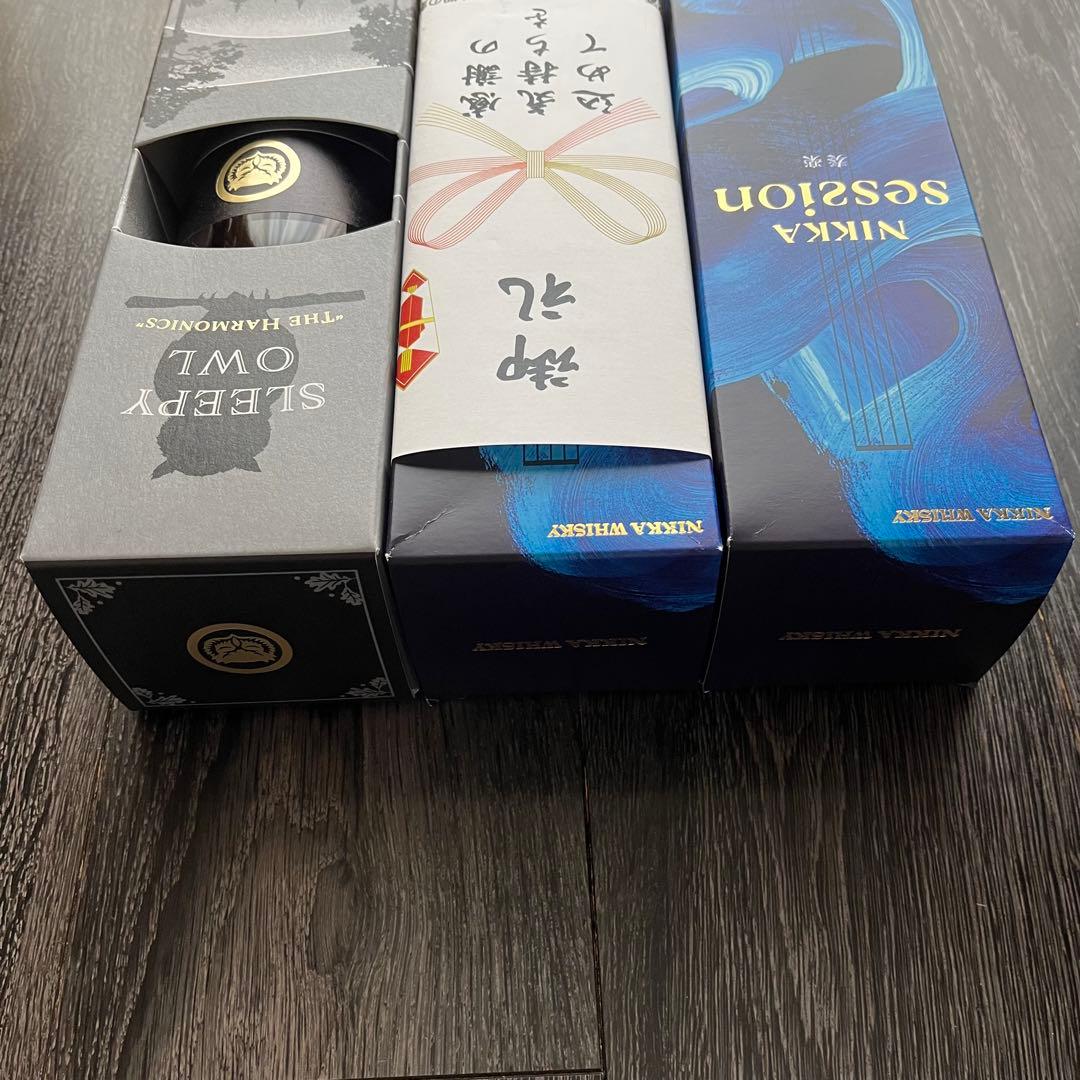 SLEEPY
OWL
"THE HARMONICS"
御礼
感謝の
気持ちを
込めて
NIKKA WHISKY
NIKKA WHISKY
NIKKA
session
奏楽
NIKKA WHISKY
NIKKA WHISKY